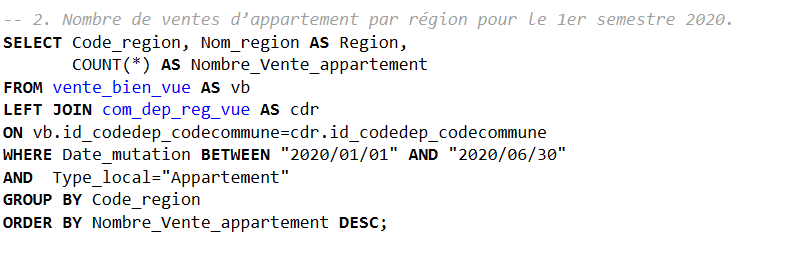 -- 2. Nombre de ventes d’appartement par région pour le 1er semestre 2020.
SELECT Code_region, Nom_region AS Region,
COUNT(*) AS Nombre_Vente_appartement
FROM vente_bien_vue AS vb
LEFT JOIN com_dep_reg_vue AS cdr
ON vb.id_codedep_codecommune=cdr.id_codedep_codecommune
WHERE Date_mutation BETWEEN "2020/01/01" AND "2020/06/30"
AND  Type_local="Appartement"
GROUP BY Code_region
ORDER BY Nombre_Vente_appartement DESC;